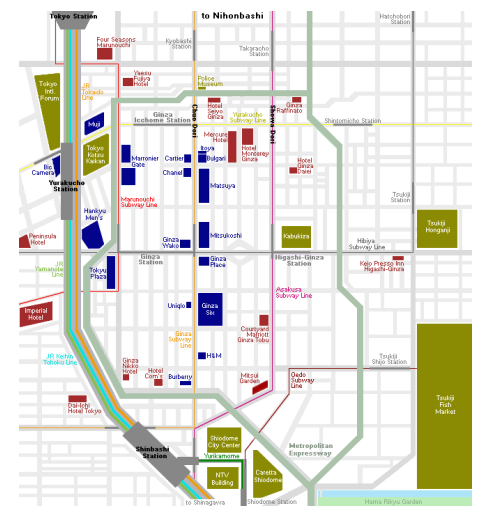 Tokyo Station
to Nihonbashi
Hatchobori
Station
Four Seasons
Marunouchi
Kyobashi
Station
Takaracho
Station
Tokyo
Intl.
Forum
JR
Tokaido
Line
Yaesu
Fujiya
Hotel
Police
Museum
Hotel
Seiyo
Ginza
Ginza
Raffinato
Chuo Dori
Showa Dori
Muji
Ginza
Icchome Station
Yurakucho
Subway Line
Shintomicho Station
Tokyo
Kotsu
Kaikan
Mercure
Hotel
Hotel
Monterey
Ginza
Itoya
Bic
Camera
Marronier
Gate
Cartier
Bulgari
Chanel
Hotel
Ginza
Daiei
Yurakucho
Station
Matsuya
Marunouchi
Subway Line
Tsukiji
Station
Hankyu
Men's
Mitsukoshi
Kabukiza
Tsukiji
Honganji
Peninsula
Hotel
Ginza
Wako
Hibiya
Subway Line
Ginza
Station
Ginza
Place
Higashi-Ginza
Station
Keio Presso Inn
Higashi-Ginza
JR
Yamanote
Line
Tokyu
Plaza
Asakusa
Subway Line
Imperial
Hotel
Uniqlo
Ginza
Six
Ginza
Subway
Line
Courtyard
Marriott
Ginza Tobu
JR Keihin
Tohoku Line
H&M
Tsukiji
Shijo Station
Ginza
Nikko
Hotel
Hotel
Com's
Burberry
Mitsui
Garden
Oedo
Subway
Line
Dai-Ichi
Hotel Tokyo
Tsukiji
Fish
Market
Shinbashi
Station
Shiodome
City Center
Metropolitan
Expressway
Yurikamome
NTV
Building
Caretta
Shiodome
to Shinagawa
Shiodome Station
Hama Rikyu Garden